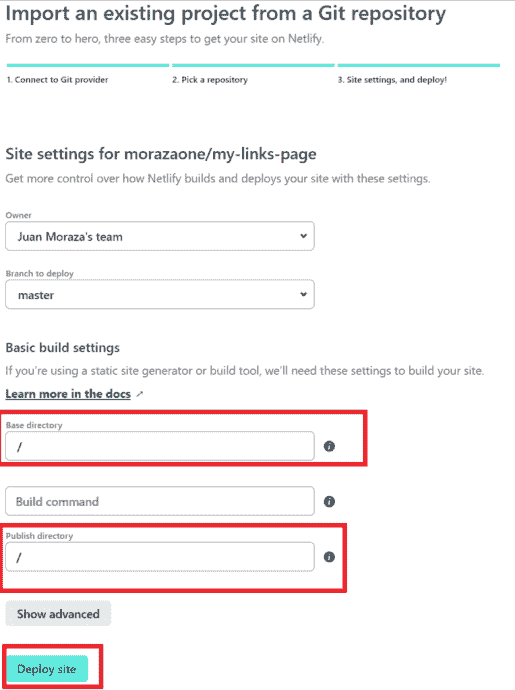 Import an existing project from a Git repository
From zero to hero, three easy steps to get your site on Netlify.
1. Connect to Git provider 2. Pick a repository 3. Site settings, and deploy!
Site settings for morazaone/my-links-page
Get more control over how Netlify builds and deploys your site with these settings.
Owner
Juan Moraza's team
Branch to deploy
master
Basic build settings
If you're using a static site generator or build tool, we'll need these settings to build your site.
Learn more in the docs ↗
Base directory
/
Build command
Publish directory
/
Show advanced
Deploy site